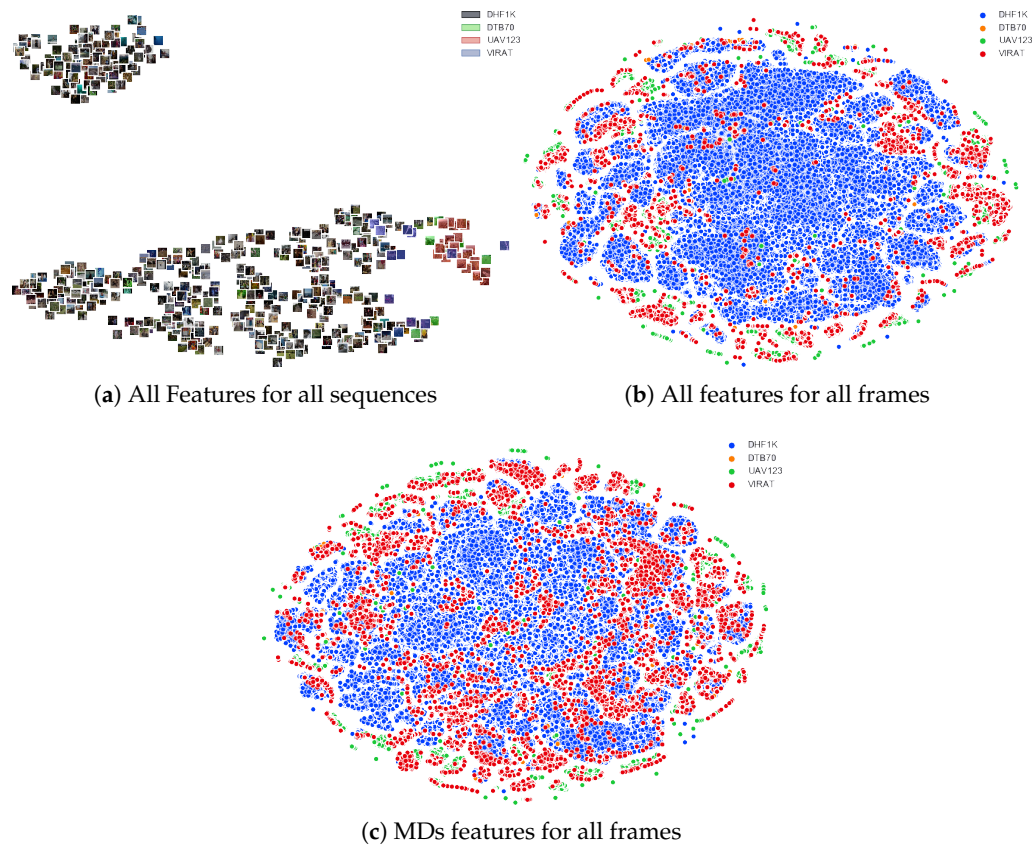 DHF1K
DTB70
UAV123
VIRAT
DHF1K
DTB70
UAV123
VIRAT
(a) All Features for all sequences
(b) All features for all frames
DHF1K
DTB70
UAV123
VIRAT
(c) MDs features for all frames